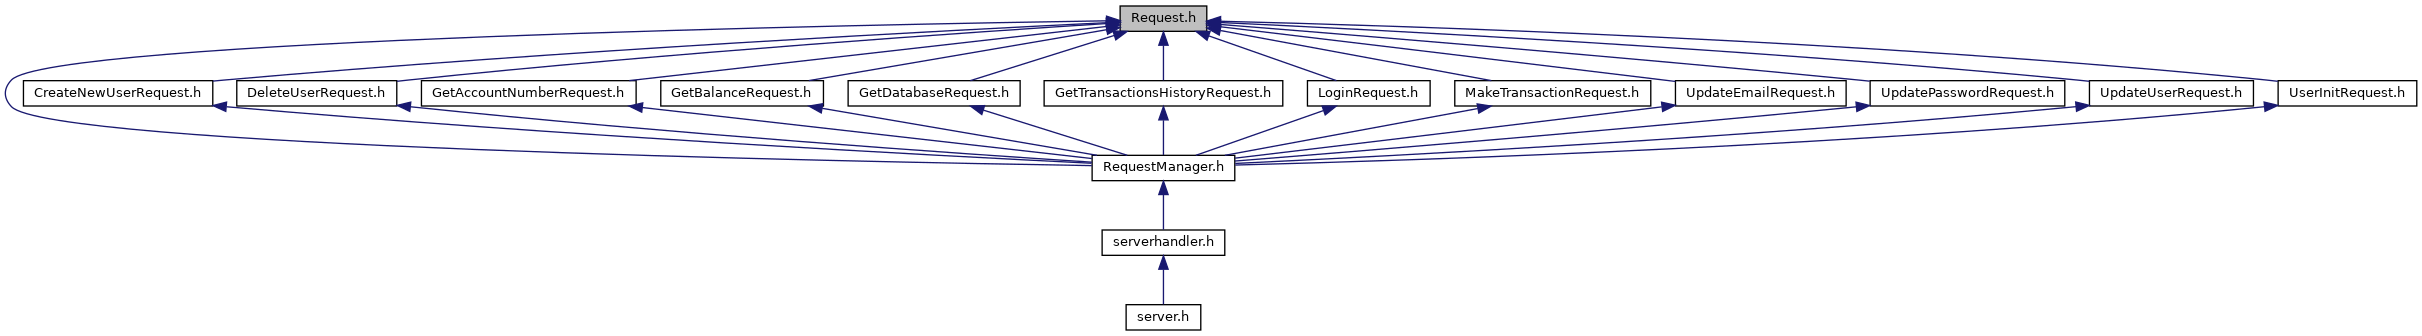 Request.h
CreateNewUserRequest.h
DeleteUserRequest.h
GetAccountNumberRequest.h
GetBalanceRequest.h
GetDatabaseRequest.h
GetTransactionsHistoryRequest.h
LoginRequest.h
MakeTransactionRequest.h
UpdateEmailRequest.h
UpdatePasswordRequest.h
UpdateUserRequest.h
UserInitRequest.h
RequestManager.h
serverhandler.h
server.h